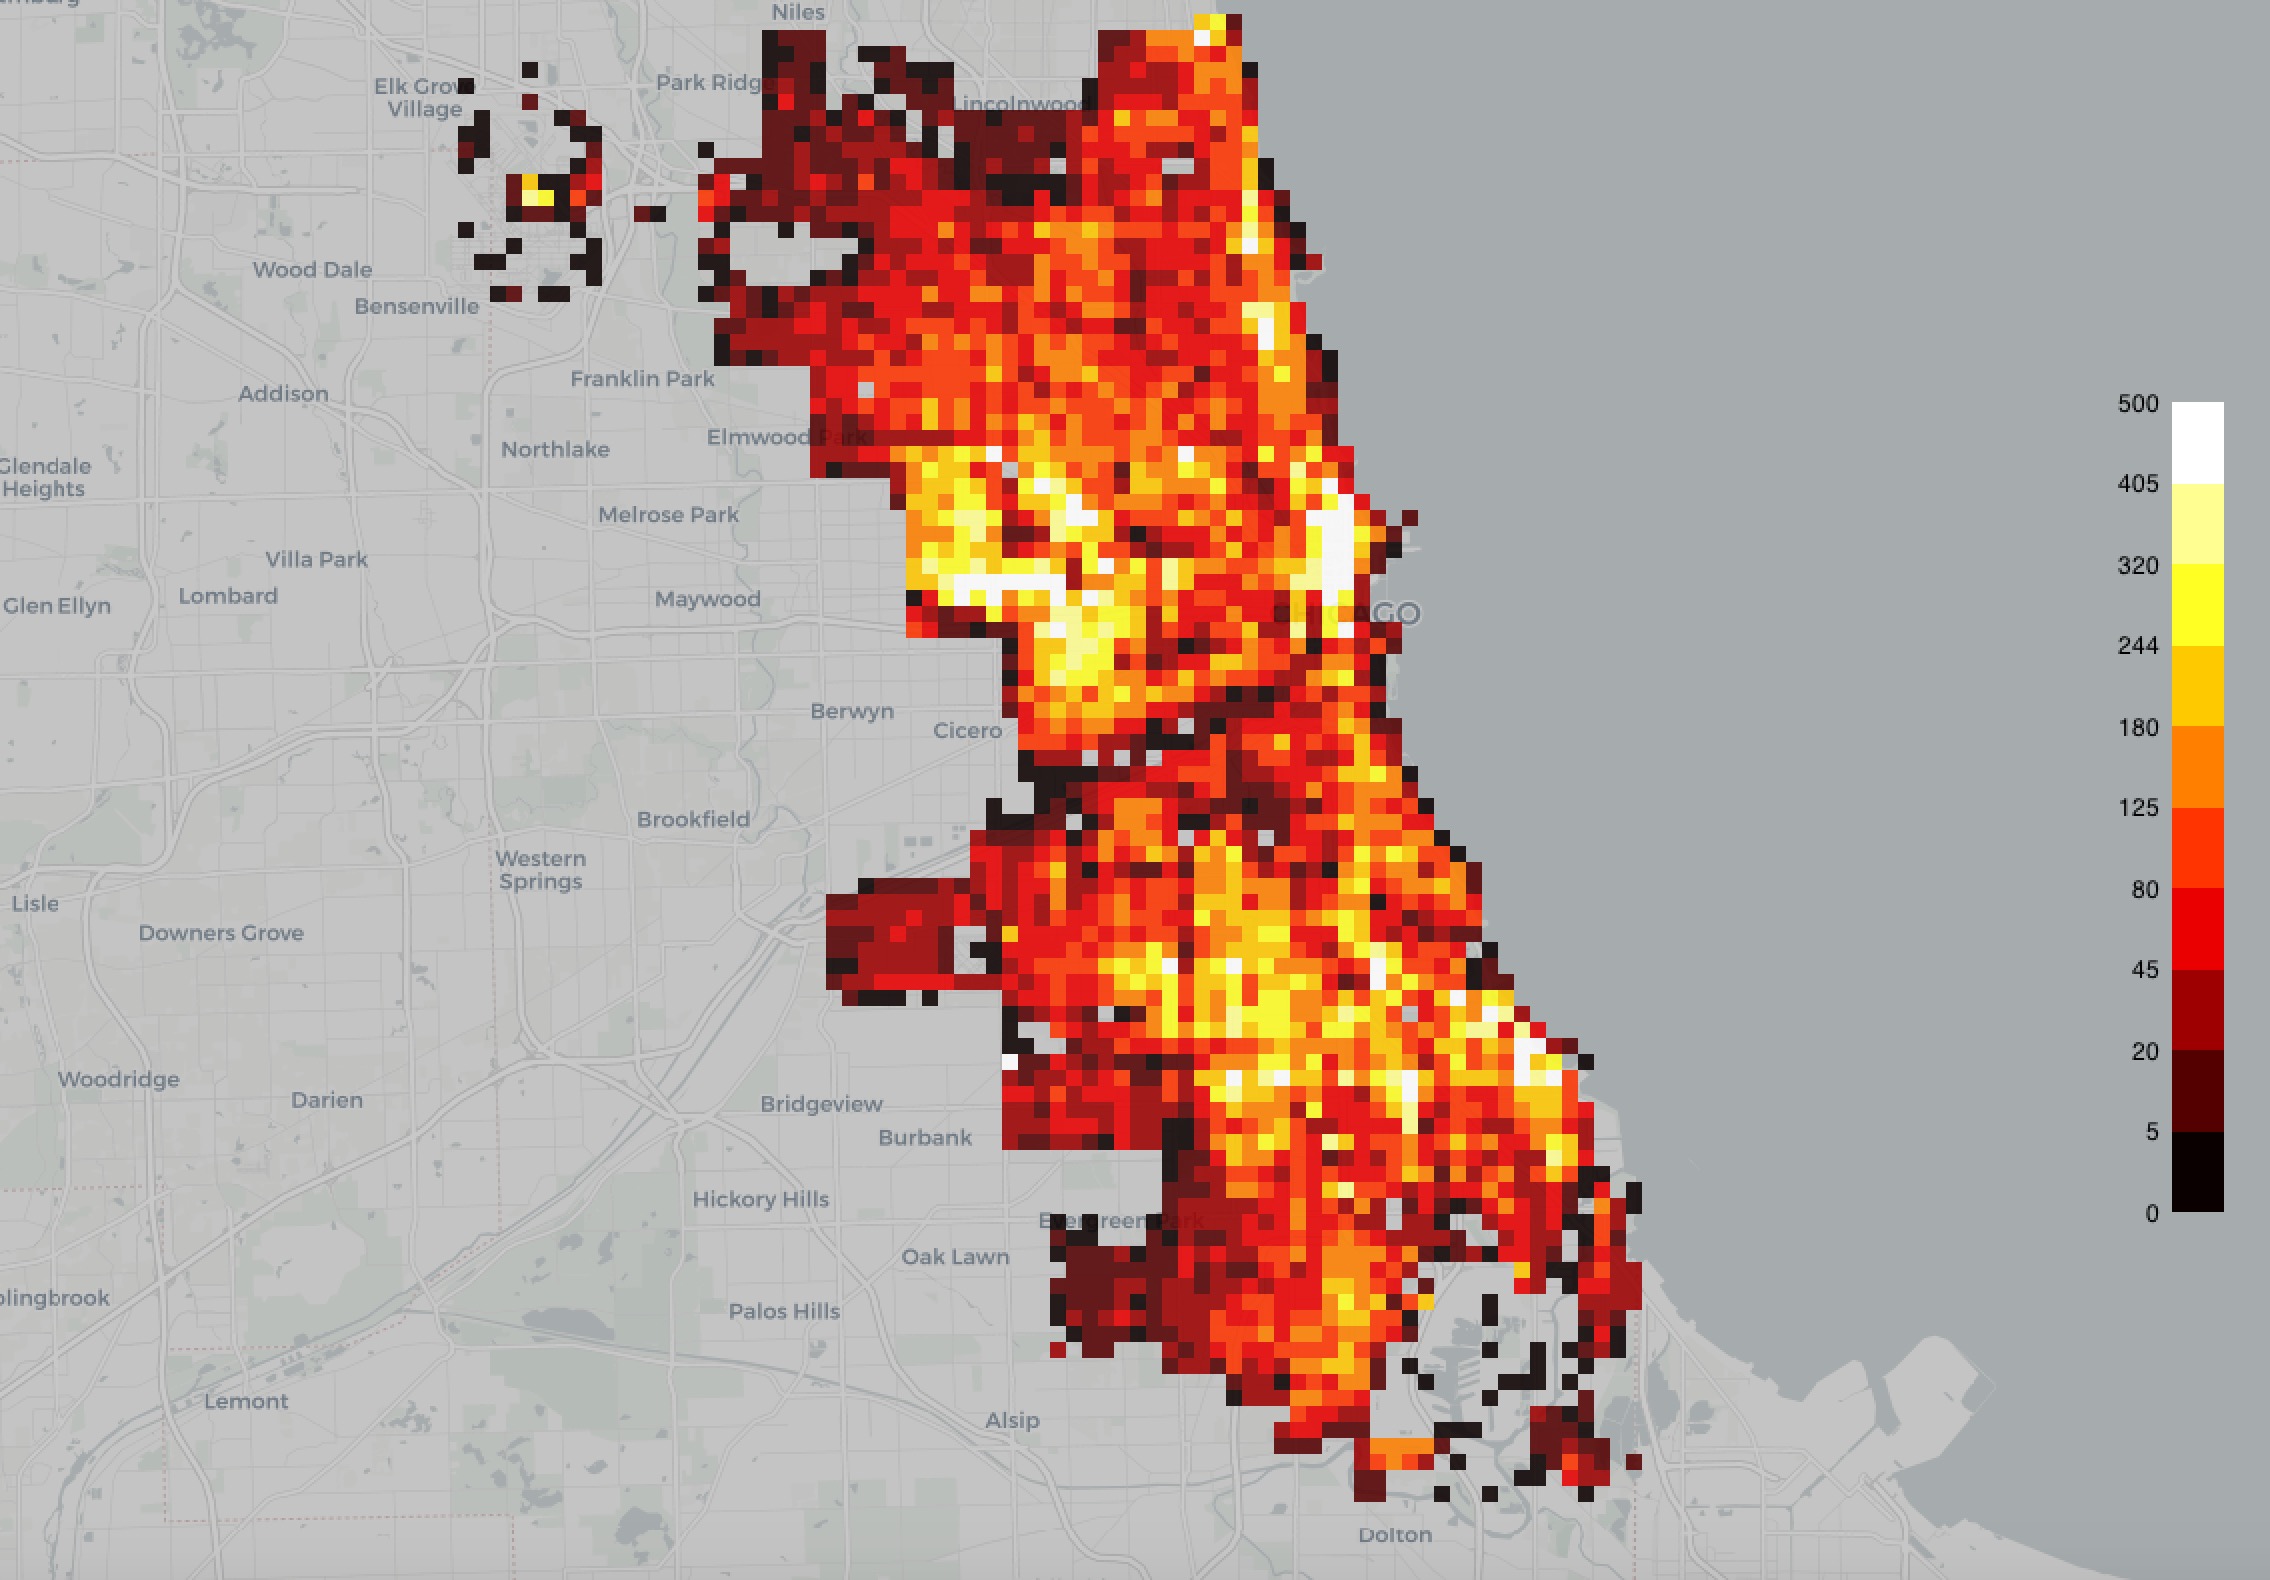 Niles
Elk Grove
Village
Park Ridge
Lincolnwood
Wood Dale
Bensenville
Franklin Park
Addison
Elmwood Park
Northlake
Glendale
Heights
Melrose Park
Villa Park
Lombard
Glen Ellyn
Maywood
CHICAGO
Berwyn
Cicero
Brookfield
Western
Springs
Lisle
Downers Grove
Woodridge
Darien
Bridgeview
Burbank
Hickory Hills
Evergreen Park
Oak Lawn
olingbrook
Palos Hills
Lemont
Alsip
Dolton
500
405
320
244
180
125
80
45
20
5
0